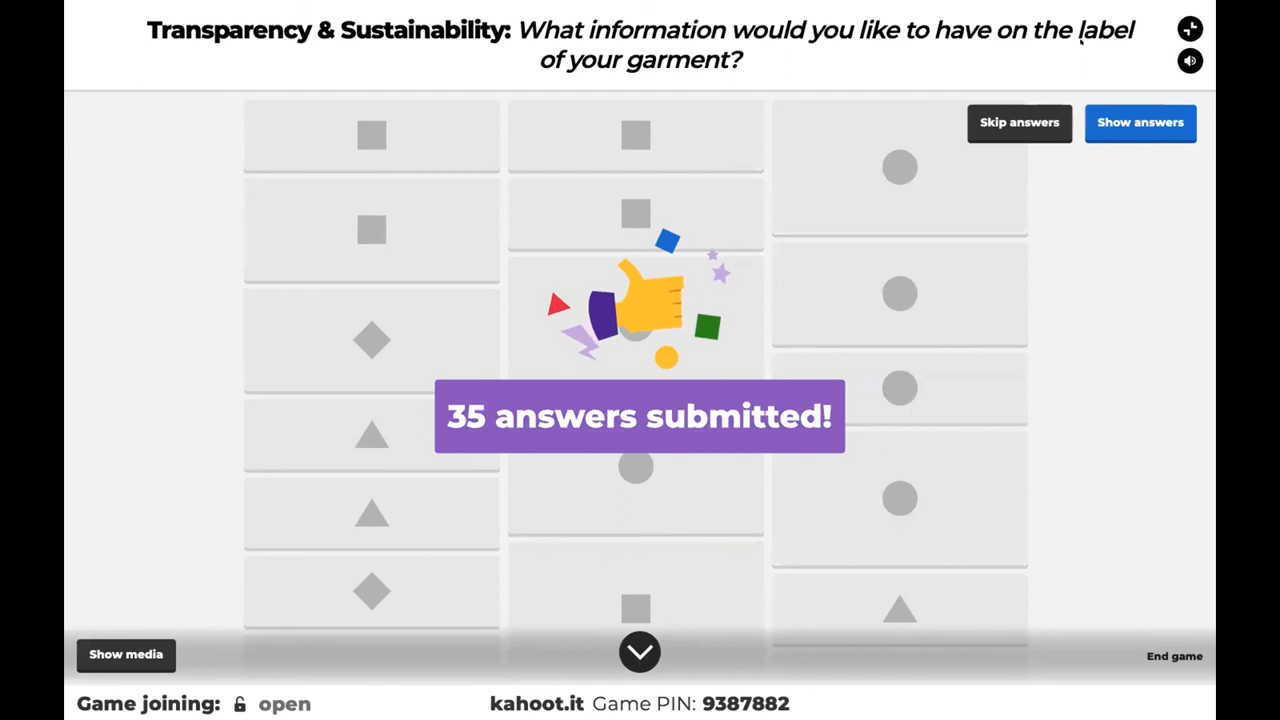 Transparency & Sustainability: What information would you like to have on the label
of your garment?
Skip answers
Show answers
35 answers submitted!
Show media
End game
Game joining: open
kahoot.it Game PIN: 9387882